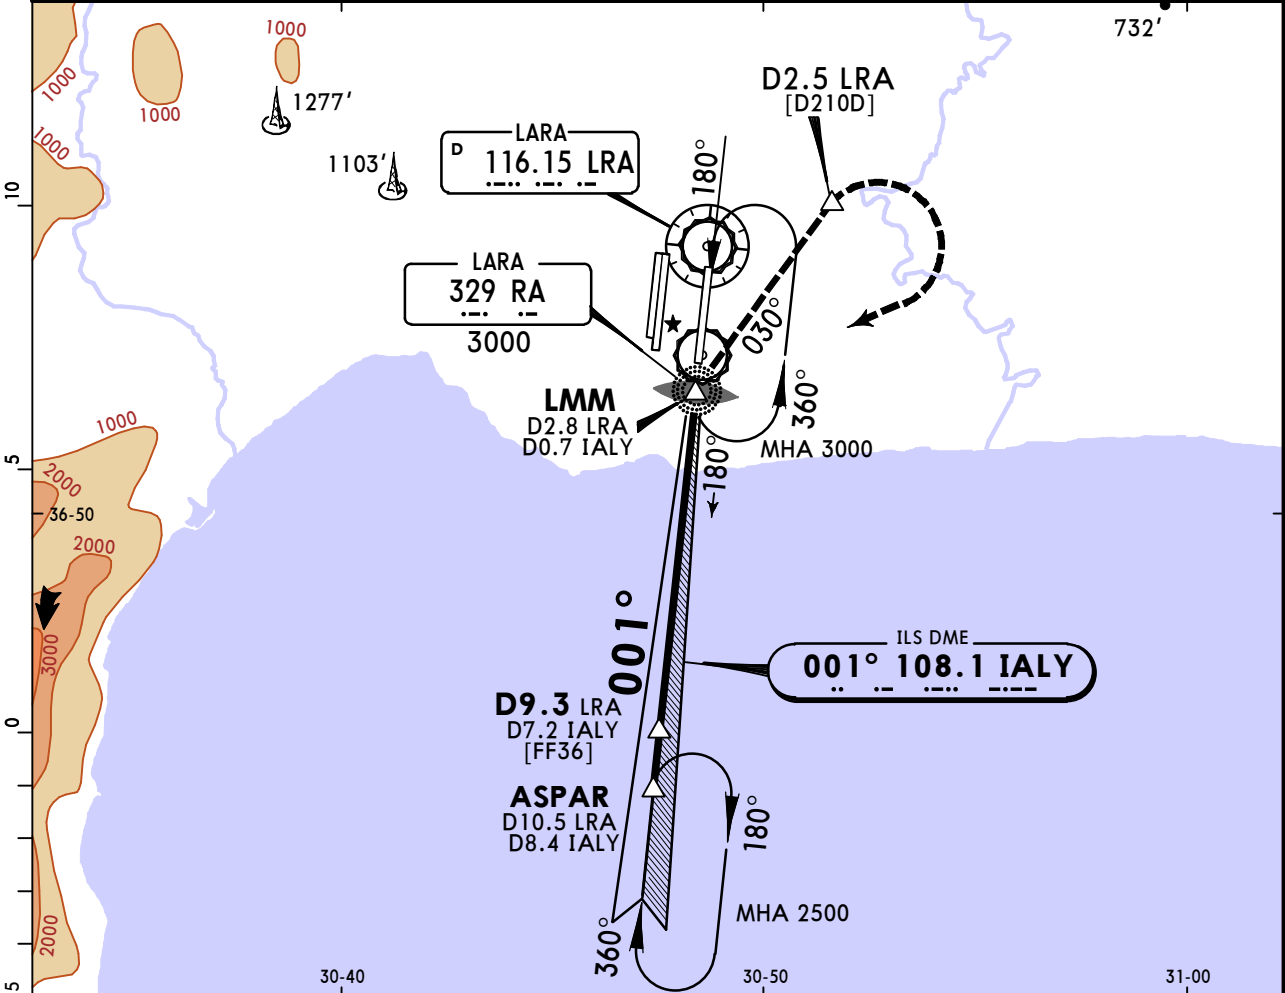 732'
1000
1000
1000
1000
1000
1277'
1103'
D2.5 LRA
[D210D]
LARA
D 116.15 LRA
180°
10
LARA
329 RA
3000
030°
360°
LMM
D2.8 LRA
D0.7 IALY
MHA 3000
180°
1000
5
2000
36-50
2000
3000
001°
ILS DME
001° 108.1 IALY
D9.3 LRA
D7.2 IALY
[FF36]
0
ASPAR
D10.5 LRA
D8.4 IALY
180°
MHA 2500
360°
2000
5
30-40
30-50
31-00